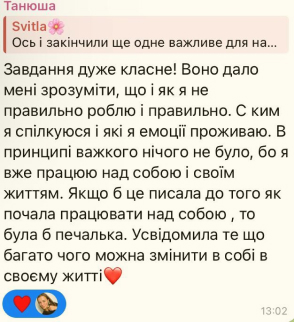 Танюша
Svitla🌸
Ось і закінчили ще одне важливе для на...
Завдання дуже класне! Воно дало
мені зрозуміти, що і як я не
правильно роблю і правильно. С ким
я спілкуюся і які я емоції проживаю. В
принципі важкого нічого не було, бо я
вже працюю над собою і своїм
життям. Якщо б це писала до того як
почала працювати над собою , то
була б печалька. Усвідомила те що
багато чого можна змінити в собі в
своєму житті❤️
13:02